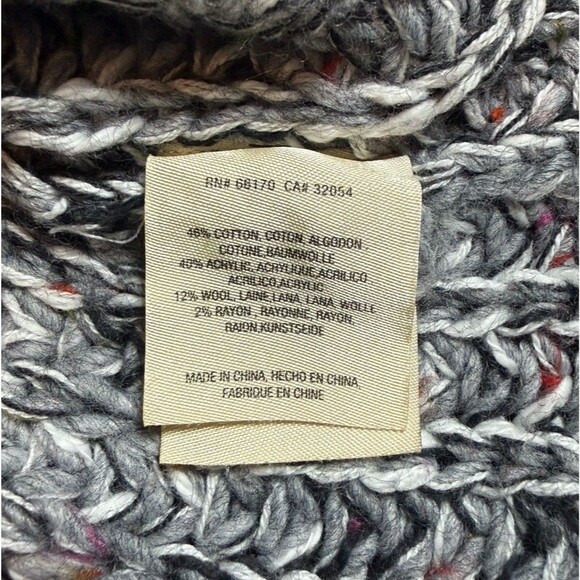 RN# 66170 CA# 32054
46% COTTON, COTON, ALGODON,
COTONE,BAUMWOLLE
40% ACRYLIC, ACHYLIQUE,ACRILICO
ACRILICO,ACRYLIC
12% WOOL, LAINE,LANA, LANA, WOLLE
2% RAYON, RAYONNE, RAYON,
RAION,KUNSTSEIDE
MADE IN CHINA, HECHO EN CHINA,
FABRIQUE EN CHINE